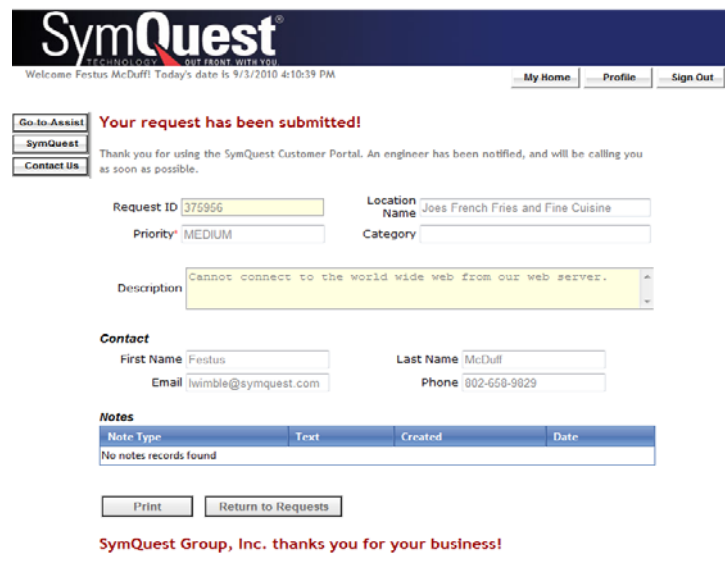 SymQuest®
TECHNOLOGY OUT FRONT. WITH YOU.
Welcome Festus McDuff! Today's date is 9/3/2010 4:10:39 PM
My Home Profile Sign Out
Go-to-Assist
SymQuest
Contact Us
Your request has been submitted!
Thank you for using the SymQuest Customer Portal. An engineer has been notified, and will be calling you
as soon as possible.
Request ID 375956
Location Name Joes French Fries and Fine Cuisine
Priority* MEDIUM
Category
Description Cannot connect to the world wide web from our web server.
Contact
First Name Festus
Last Name McDuff
Email lwimble@symquest.com
Phone 802-658-9829
Notes
Note Type Text Created Date
No notes records found
Print Return to Requests
SymQuest Group, Inc. thanks you for your business!